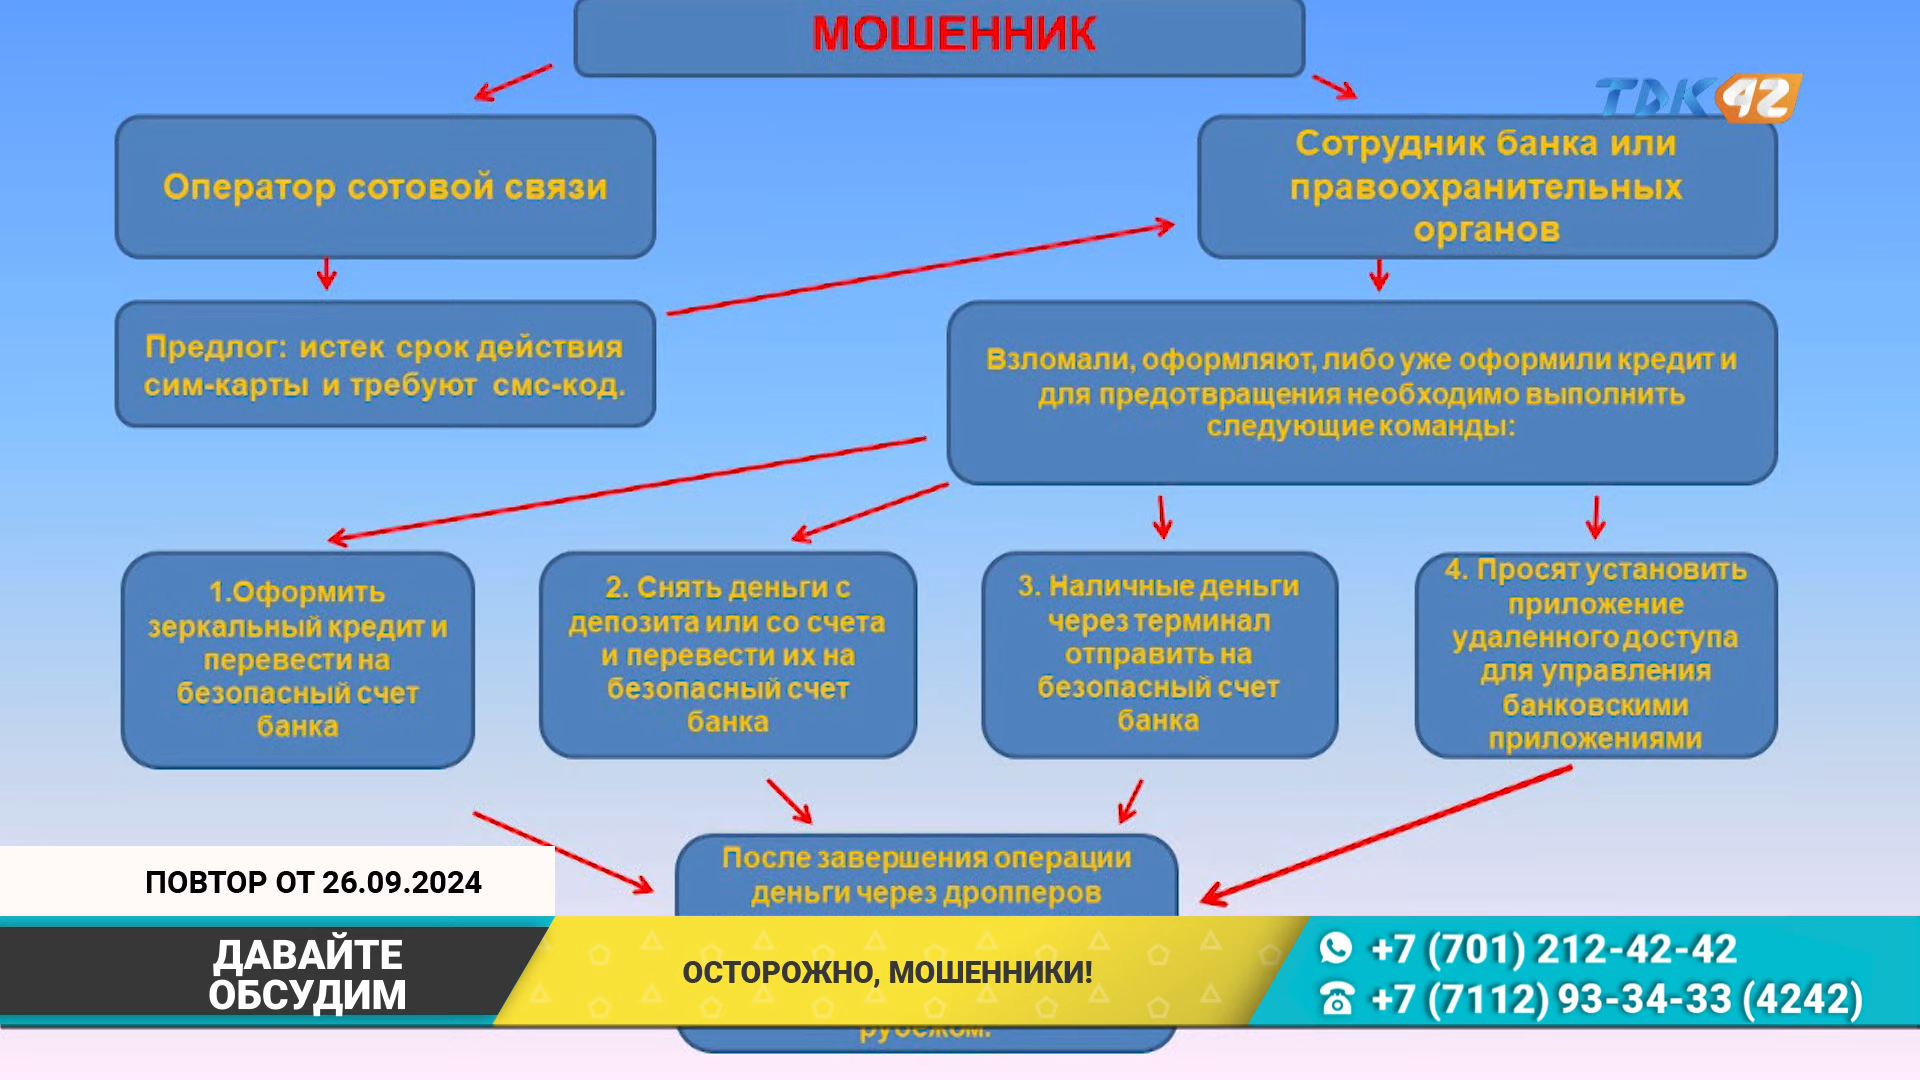 МОШЕННИК
ТДК 42
Оператор сотовой связи
Сотрудник банка или
правоохранительных
органов
Предлог: истек срок действия
сим-карты и требуют смс-код.
Взломали, оформляют, либо уже оформили кредит и
для предотвращения необходимо выполнить
следующие команды:
1.Оформить
зеркальный кредит и
перевести на
безопасный счет
банка
2. Снять деньги с
депозита или со счета
и перевести их на
безопасный счет
банка
3. Наличные деньги
через терминал
отправить на
безопасный счет
банка
4. Просят установить
приложение
удаленного доступа
для управления
банковскими
приложениями
После завершения операции
деньги через дропперов
рубежом.
ПОВТОР ОТ 26.09.2024
ДАВАЙТЕ
ОБСУДИМ
ОСТОРОЖНО, МОШЕННИКИ!
+7 (701) 212-42-42
+7 (7112) 93-34-33 (4242)